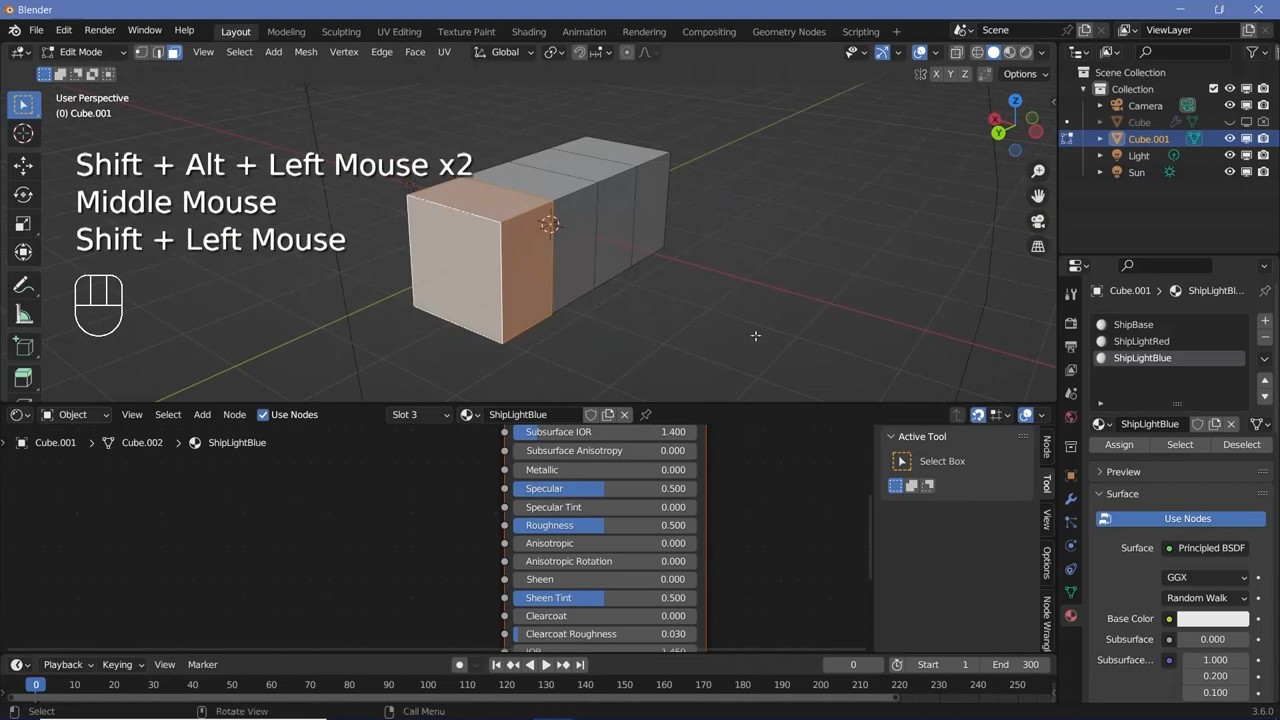 Blender
File Edit Render Window Help Layout Modeling Sculpting UV Editing Texture Paint Shading Animation Rendering Compositing Geometry Nodes Scripting + Scene ViewLayer
Edit Mode View Select Add Mesh Vertex Edge Face UV Global
X Y Z Options
User Perspective
(0) Cube.001
Z
X
Y
Shift + Alt + Left Mouse x2
Middle Mouse
Shift + Left Mouse
Scene Collection
Collection
Camera
Cube
Cube.001
Light
Sun
Cube.001 ShipLightBl...
ShipBase
ShipLightRed
ShipLightBlue
ShipLightBlue
Assign Select Deselect
Preview
Surface
Use Nodes
Surface Principled BSDF
GGX
Random Walk
Base Color
Subsurface 0.000
Subsurface... 1.000
0.200
0.100
Object View Select Add Node Use Nodes Slot 3 ShipLightBlue
Cube.001 Cube.002 ShipLightBlue
Subsurface IOR 1.400
Subsurface Anisotropy 0.000
Metallic 0.000
Specular 0.500
Specular Tint 0.000
Roughness 0.500
Anisotropic 0.000
Anisotropic Rotation 0.000
Sheen 0.000
Sheen Tint 0.500
Clearcoat 0.000
Clearcoat Roughness 0.030
Active Tool
Select Box
Node
Tool
View
Options
Node Wrangl
Playback Keying View Marker 0 Start 1 End 300
0 10 20 30 40 50 60 70 80 90 100 110 120 130 140 150 160 170 180 190 200 210 220 230 240 250
Select Rotate View Call Menu 3.6.0